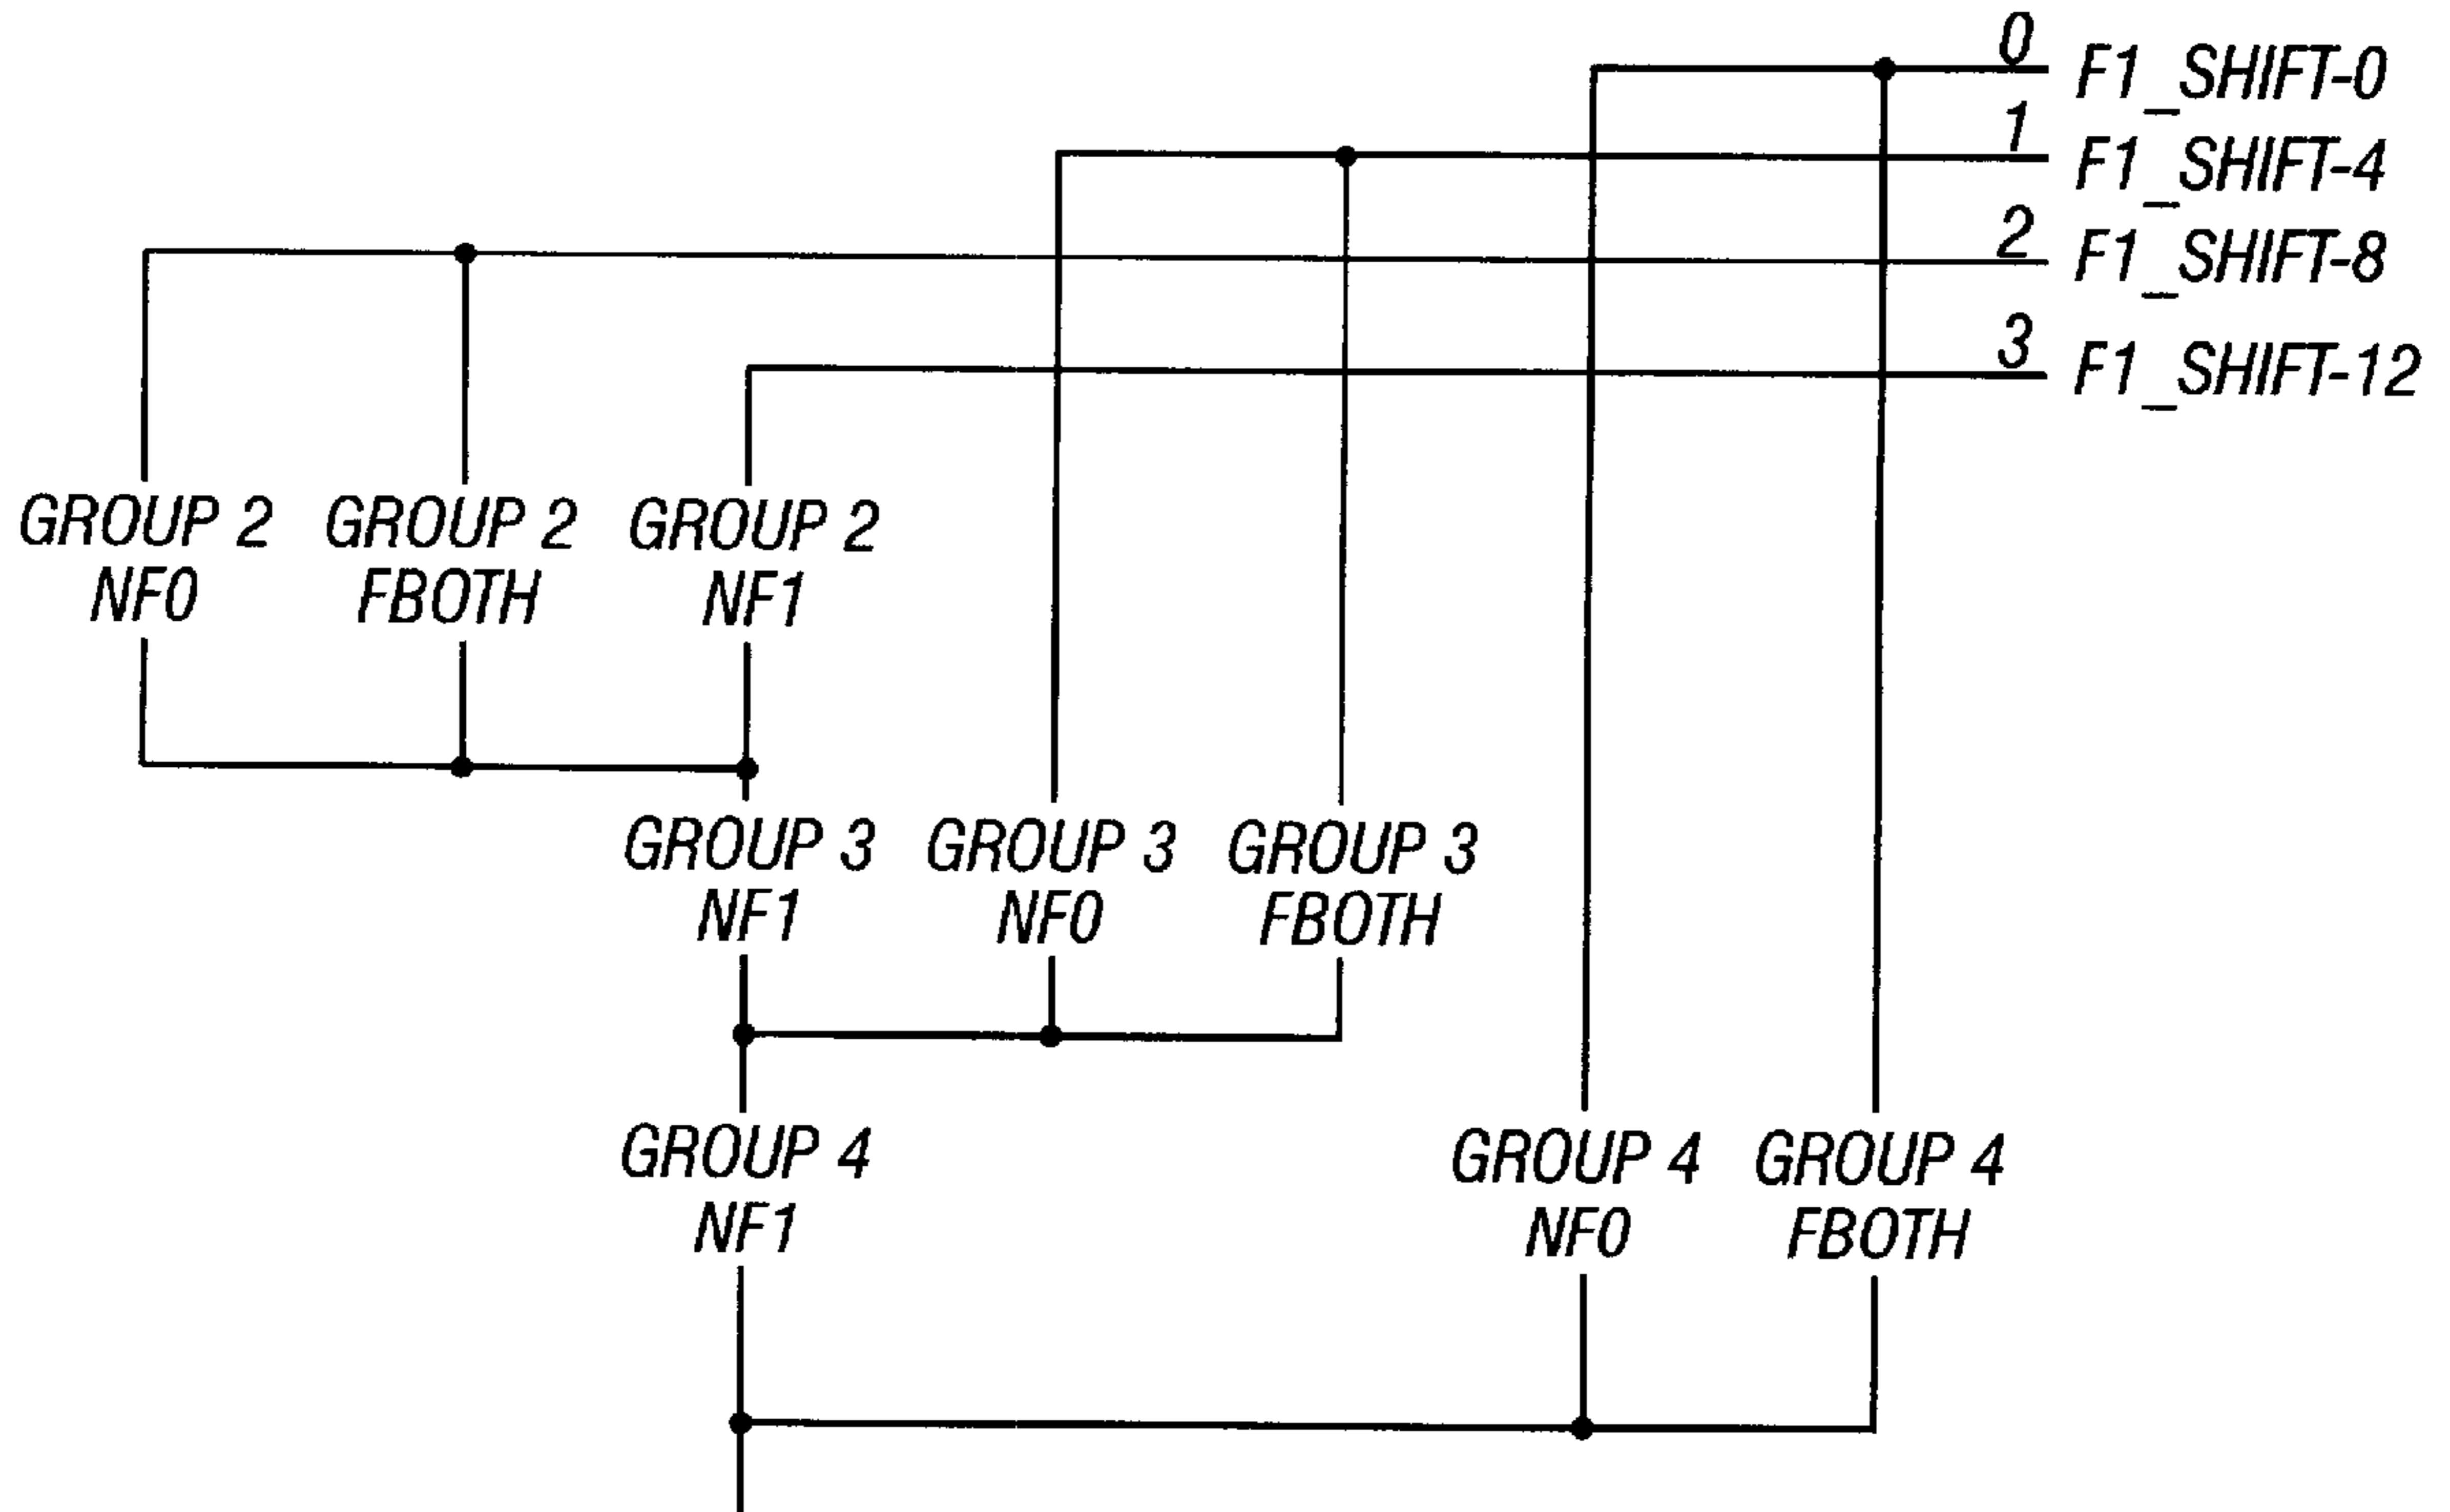 0
F1_SHIFT-0
1
F1_SHIFT-4
2
F1_SHIFT-8
3
F1_SHIFT-12
GROUP 2
NF0
GROUP 2
FBOTH
GROUP 2
NF1
GROUP 3
NF1
GROUP 3
NF0
GROUP 3
FBOTH
GROUP 4
NF1
GROUP 4
NF0
GROUP 4
FBOTH